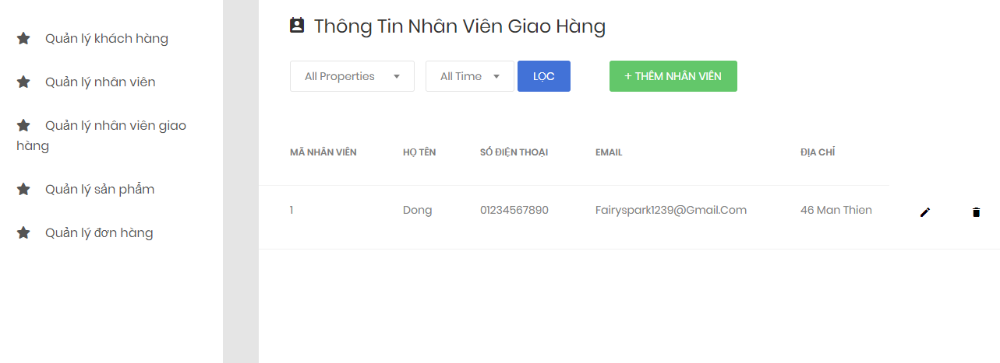 Quản lý khách hàng
Quản lý nhân viên
Quản lý nhân viên giao
hàng
Quản lý sản phẩm
Quản lý đơn hàng
Thông Tin Nhân Viên Giao Hàng
All Properties All Time LỌC + THÊM NHÂN VIÊN
MÃ NHÂN VIÊN HỌ TÊN SỐ ĐIỆN THOẠI EMAIL ĐỊA CHỈ
1 Dong 01234567890 Fairyspark1239@Gmail.Com 46 Man Thien